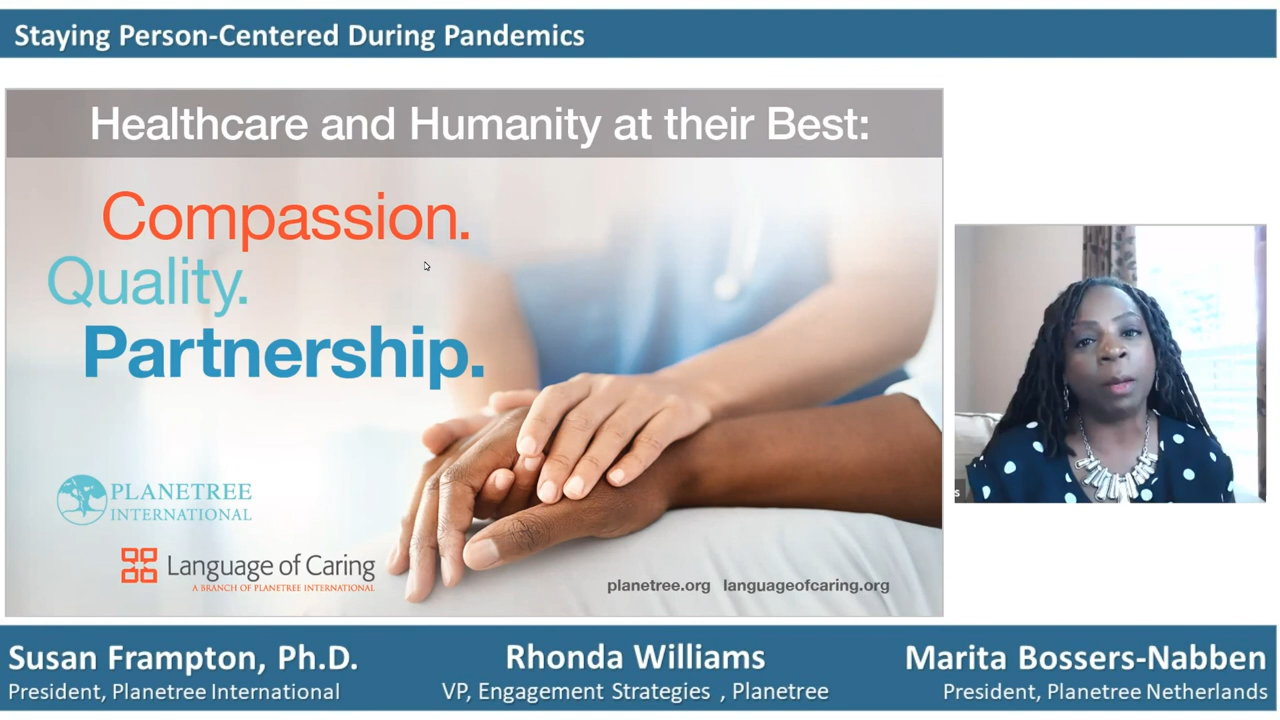 Staying Person-Centered During Pandemics
Healthcare and Humanity at their Best:
Compassion.
Quality.
Partnership.
PLANETREE
INTERNATIONAL
Language of Caring
A BRANCH OF PLANETREE INTERNATIONAL
planetree.org languageofcaring.org
s
Susan Frampton, Ph.D.
President, Planetree International
Rhonda Williams
VP, Engagement Strategies , Planetree
Marita Bossers-Nabben
President, Planetree Netherlands